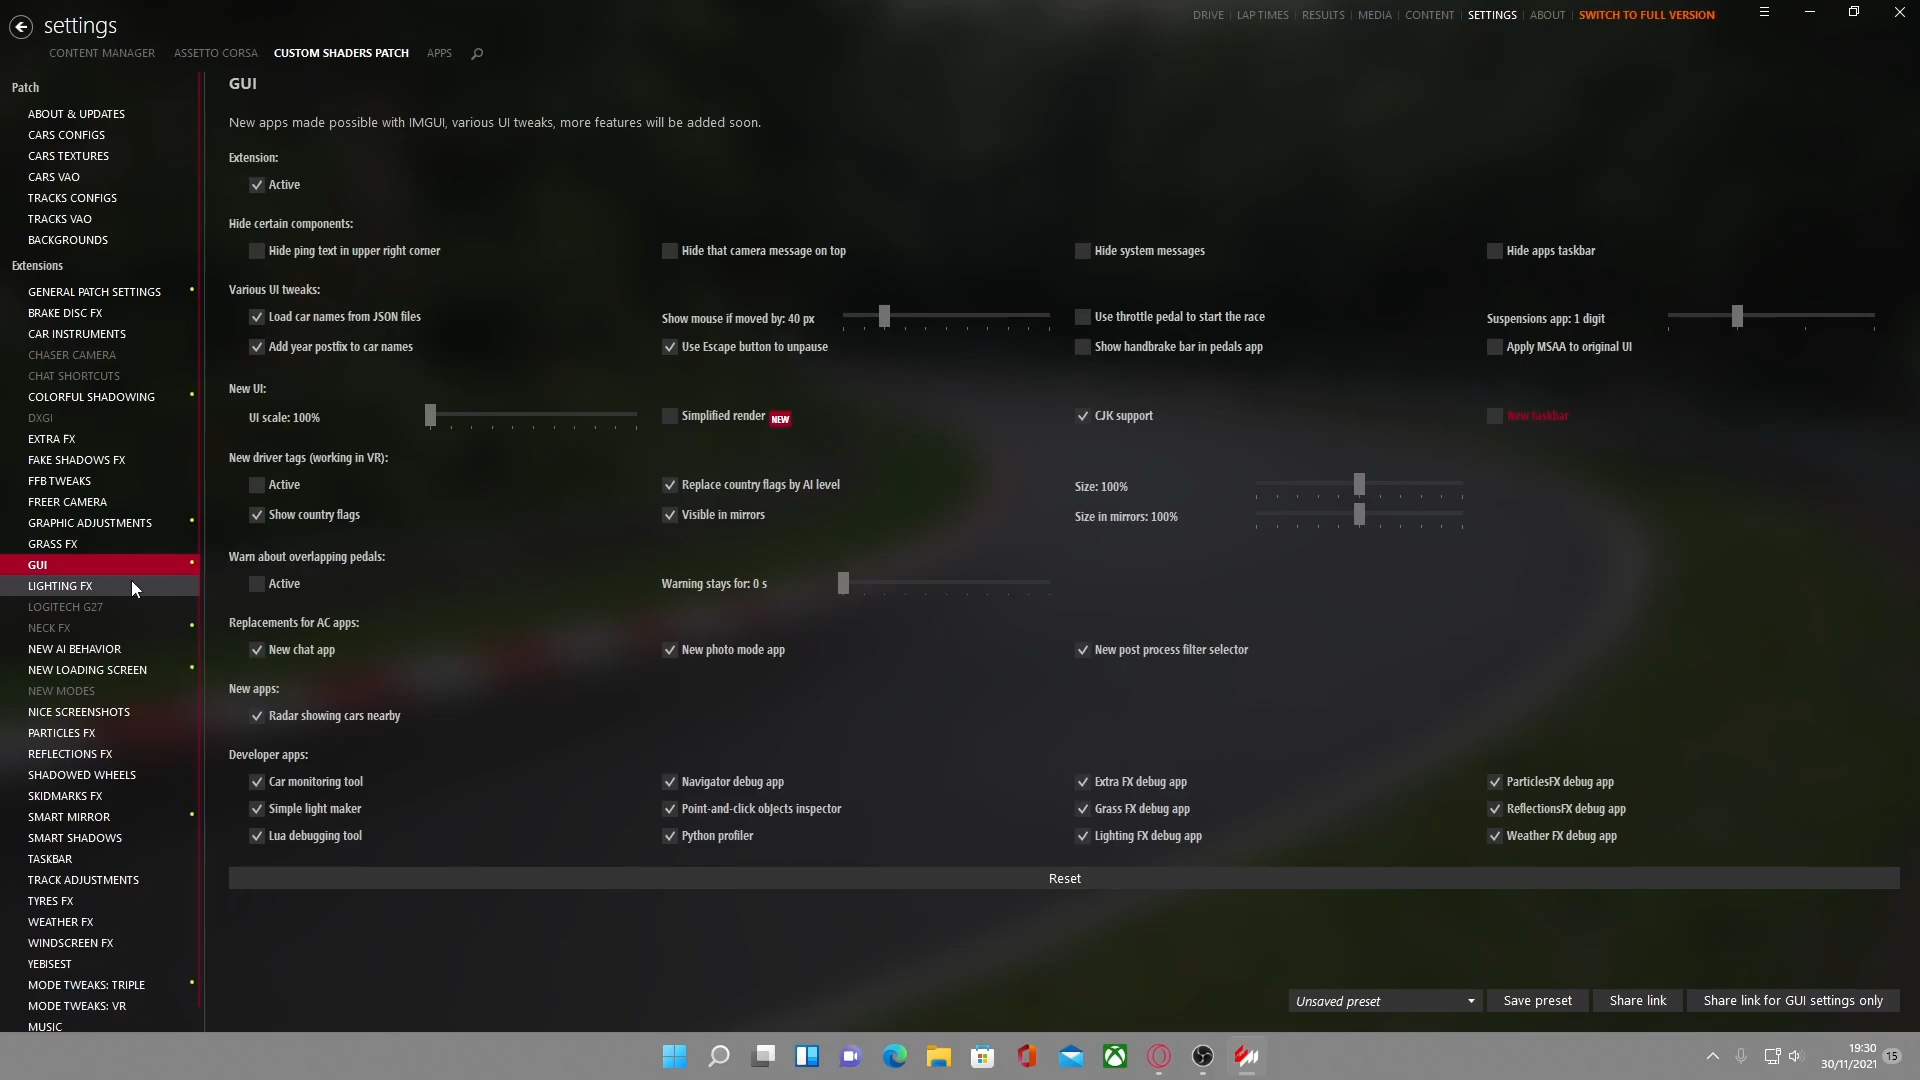 settings
DRIVE | LAP TIMES | RESULTS | MEDIA | CONTENT | SETTINGS | ABOUT | SWITCH TO FULL VERSION
CONTENT MANAGER ASSETTO CORSA CUSTOM SHADERS PATCH APPS
Patch
ABOUT & UPDATES
CARS CONFIGS
CARS TEXTURES
CARS VAO
TRACKS CONFIGS
TRACKS VAO
BACKGROUNDS
Extensions
GENERAL PATCH SETTINGS
BRAKE DISC FX
CAR INSTRUMENTS
CHASER CAMERA
CHAT SHORTCUTS
COLORFUL SHADOWING
DXGI
EXTRA FX
FAKE SHADOWS FX
FFB TWEAKS
FREER CAMERA
GRAPHIC ADJUSTMENTS
GRASS FX
GUI
LIGHTING FX
LOGITECH G27
NECK FX
NEW AI BEHAVIOR
NEW LOADING SCREEN
NEW MODES
NICE SCREENSHOTS
PARTICLES FX
REFLECTIONS FX
SHADOWED WHEELS
SKIDMARKS FX
SMART MIRROR
SMART SHADOWS
TASKBAR
TRACK ADJUSTMENTS
TYRES FX
WEATHER FX
WINDSCREEN FX
YEBISEST
MODE TWEAKS: TRIPLE
MODE TWEAKS: VR
MUSIC
GUI
New apps made possible with IMGUI, various UI tweaks, more features will be added soon.
Extension:
Active
Hide certain components:
Hide ping text in upper right corner Hide that camera message on top Hide system messages Hide apps taskbar
Various UI tweaks:
Load car names from JSON files Show mouse if moved by: 40 px Use throttle pedal to start the race Suspensions app: 1 digit
Add year postfix to car names Use Escape button to unpause Show handbrake bar in pedals app Apply MSAA to original UI
New UI:
UI scale: 100% Simplified render NEW CJK support New taskbar
New driver tags (working in VR):
Active Replace country flags by AI level Size: 100%
Show country flags Visible in mirrors Size in mirrors: 100%
Warn about overlapping pedals:
Active Warning stays for: 0 s
Replacements for AC apps:
New chat app New photo mode app New post process filter selector
New apps:
Radar showing cars nearby
Developer apps:
Car monitoring tool Navigator debug app Extra FX debug app ParticlesFX debug app
Simple light maker Point-and-click objects inspector Grass FX debug app ReflectionsFX debug app
Lua debugging tool Python profiler Lighting FX debug app Weather FX debug app
Reset
Unsaved preset Save preset Share link Share link for GUI settings only
19:30
30/11/2021 15